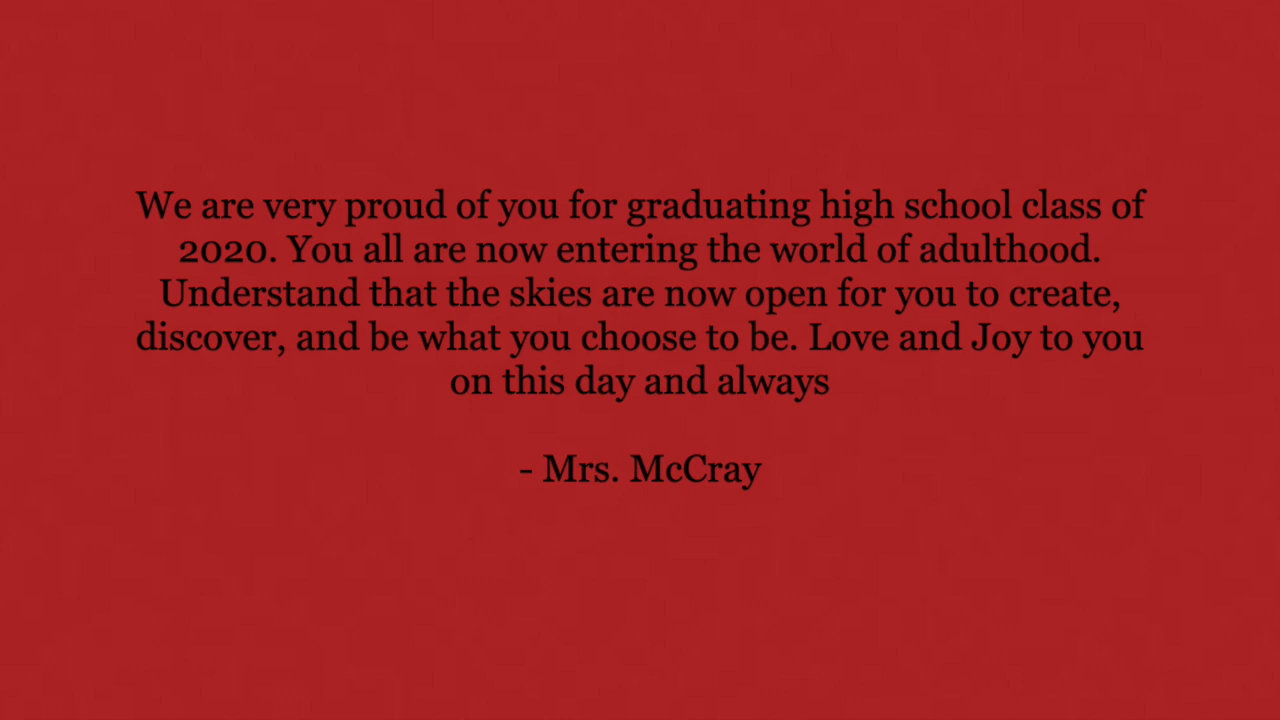 We are very proud of you for graduating high school class of
2020. You all are now entering the world of adulthood.
Understand that the skies are now open for you to create,
discover, and be what you choose to be. Love and Joy to you
on this day and always
- Mrs. McCray